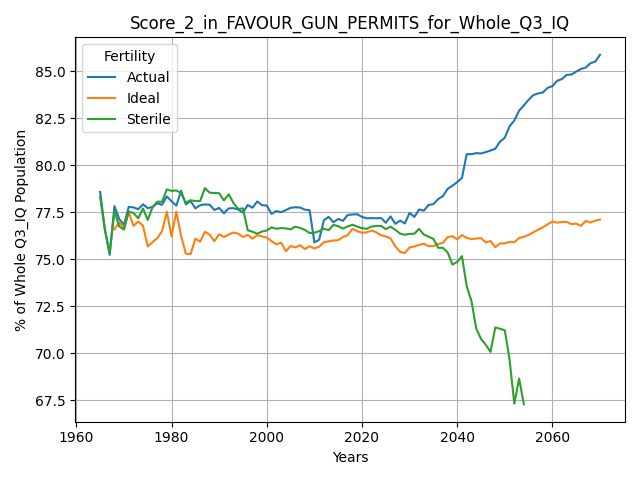 Score_2_in_FAVOUR_GUN_PERMITS_for_Whole_Q3_IQ
% of Whole Q3_IQ Population
85.0
82.5
80.0
77.5
75.0
72.5
70.0
67.5
Fertility
Actual
Ideal
Sterile
1960 1980 2000 2020 2040 2060
Years